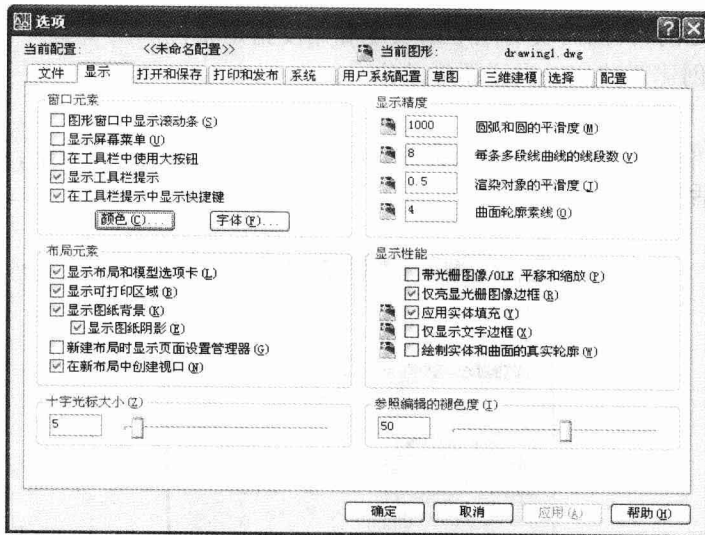 选项
当前配置: <<未命名配置>> 当前图形: drawing1.dwg
文件 显示 打开和保存 打印和发布 系统 用户系统配置 草图 三维建模 选择 配置
窗口元素
图形窗口中显示滚动条(S)
显示屏幕菜单(U)
在工具栏中使用大按钮
显示工具栏提示
在工具栏提示中显示快捷键
颜色(C)... 字体(F)...
显示精度
1000 圆弧和圆的平滑度(M)
8 每条多段线曲线的线段数(V)
0.5 渲染对象的平滑度(J)
4 曲面轮廓素线(O)
布局元素
显示布局和模型选项卡(L)
显示可打印区域(B)
显示图纸背景(K)
显示图纸阴影(E)
新建布局时显示页面设置管理器(G)
在新布局中创建视口(N)
显示性能
带光栅图像/OLE 平移和缩放(P)
仅亮显光栅图像边框(R)
应用实体填充(Y)
仅显示文字边框(X)
绘制实体和曲面的真实轮廓(W)
十字光标大小(Z)
5
参照编辑的褪色度(I)
50
确定 取消 应用(A) 帮助(H)